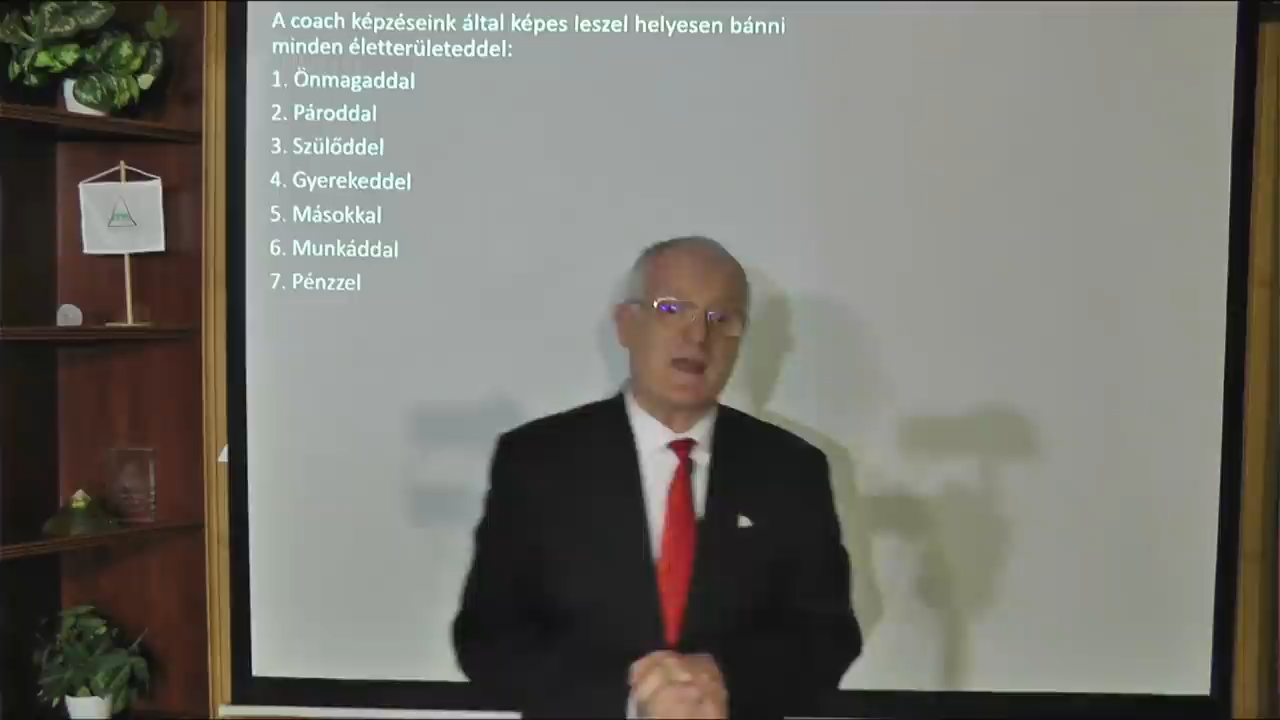 A coach képzéseink által képes leszel helyesen bánni
minden életterületeddel:
1. Önmagaddal
2. Pároddal
3. Szülőddel
4. Gyerekeddel
5. Másokkal
6. Munkáddal
7. Pénzzel